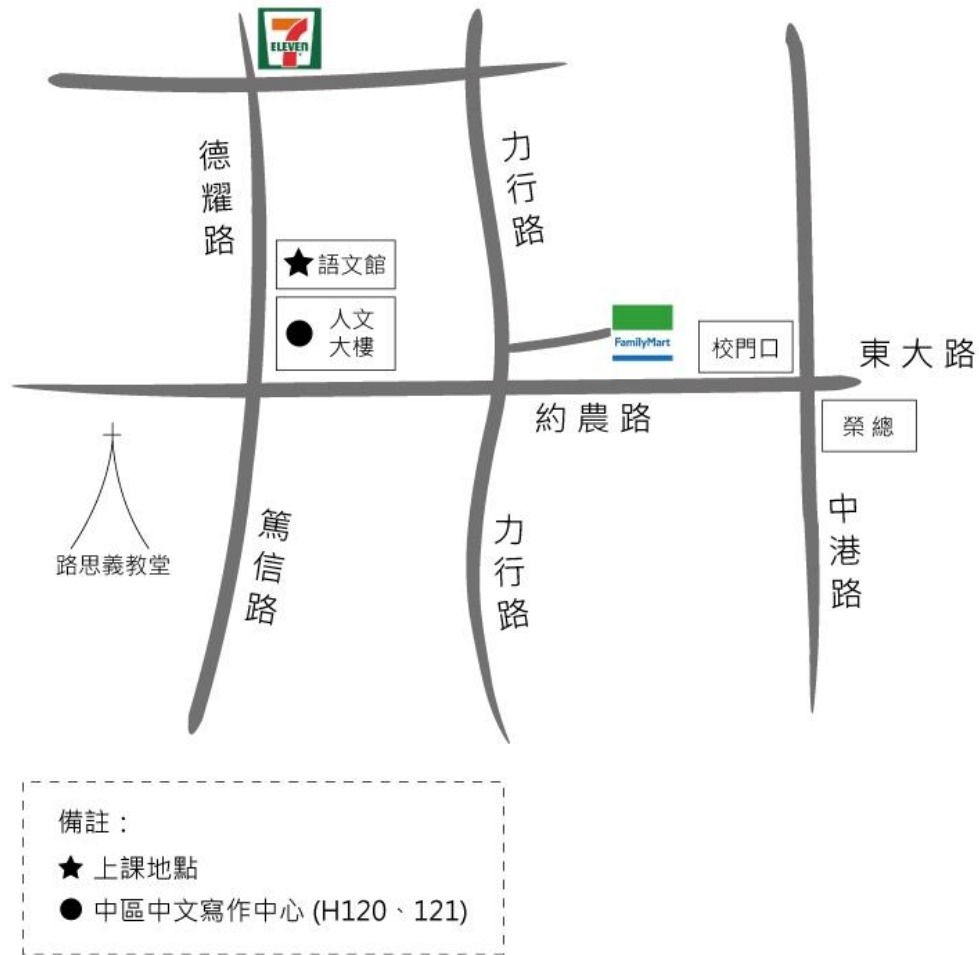 7
ELEVEN
德耀路
力行路
語文館
人文
大樓
FamilyMart
校門口
東大路
約農路
榮總
路思義教堂
篤信路
力行路
中港路
備註：
★ 上課地點
● 中區中文寫作中心 (H120、121)